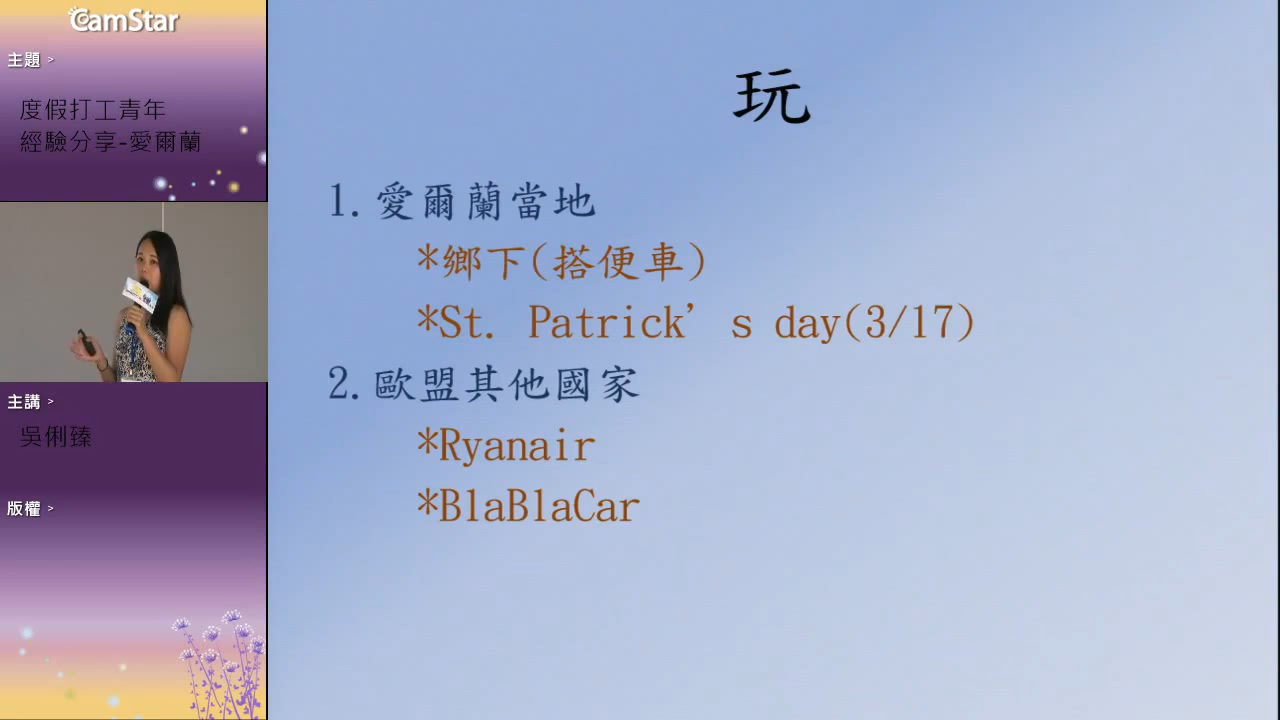 CamStar
主題 >
度假打工青年
經驗分享-愛爾蘭
主講 >
吳俐臻
版權 >
玩
1.愛爾蘭當地
*鄉下(搭便車)
*St. Patrick’s day(3/17)
2.歐盟其他國家
*Ryanair
*BlaBlaCar